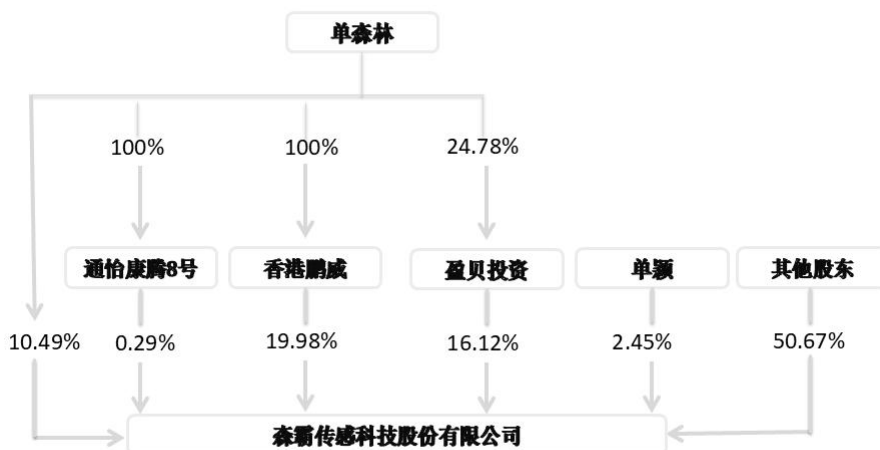 单森林
100%
100%
24.78%
通怡康腾8号
香港鹏威
盈贝投资
单颖
其他股东
10.49%
0.29%
19.98%
16.12%
2.45%
50.67%
森霸传感科技股份有限公司